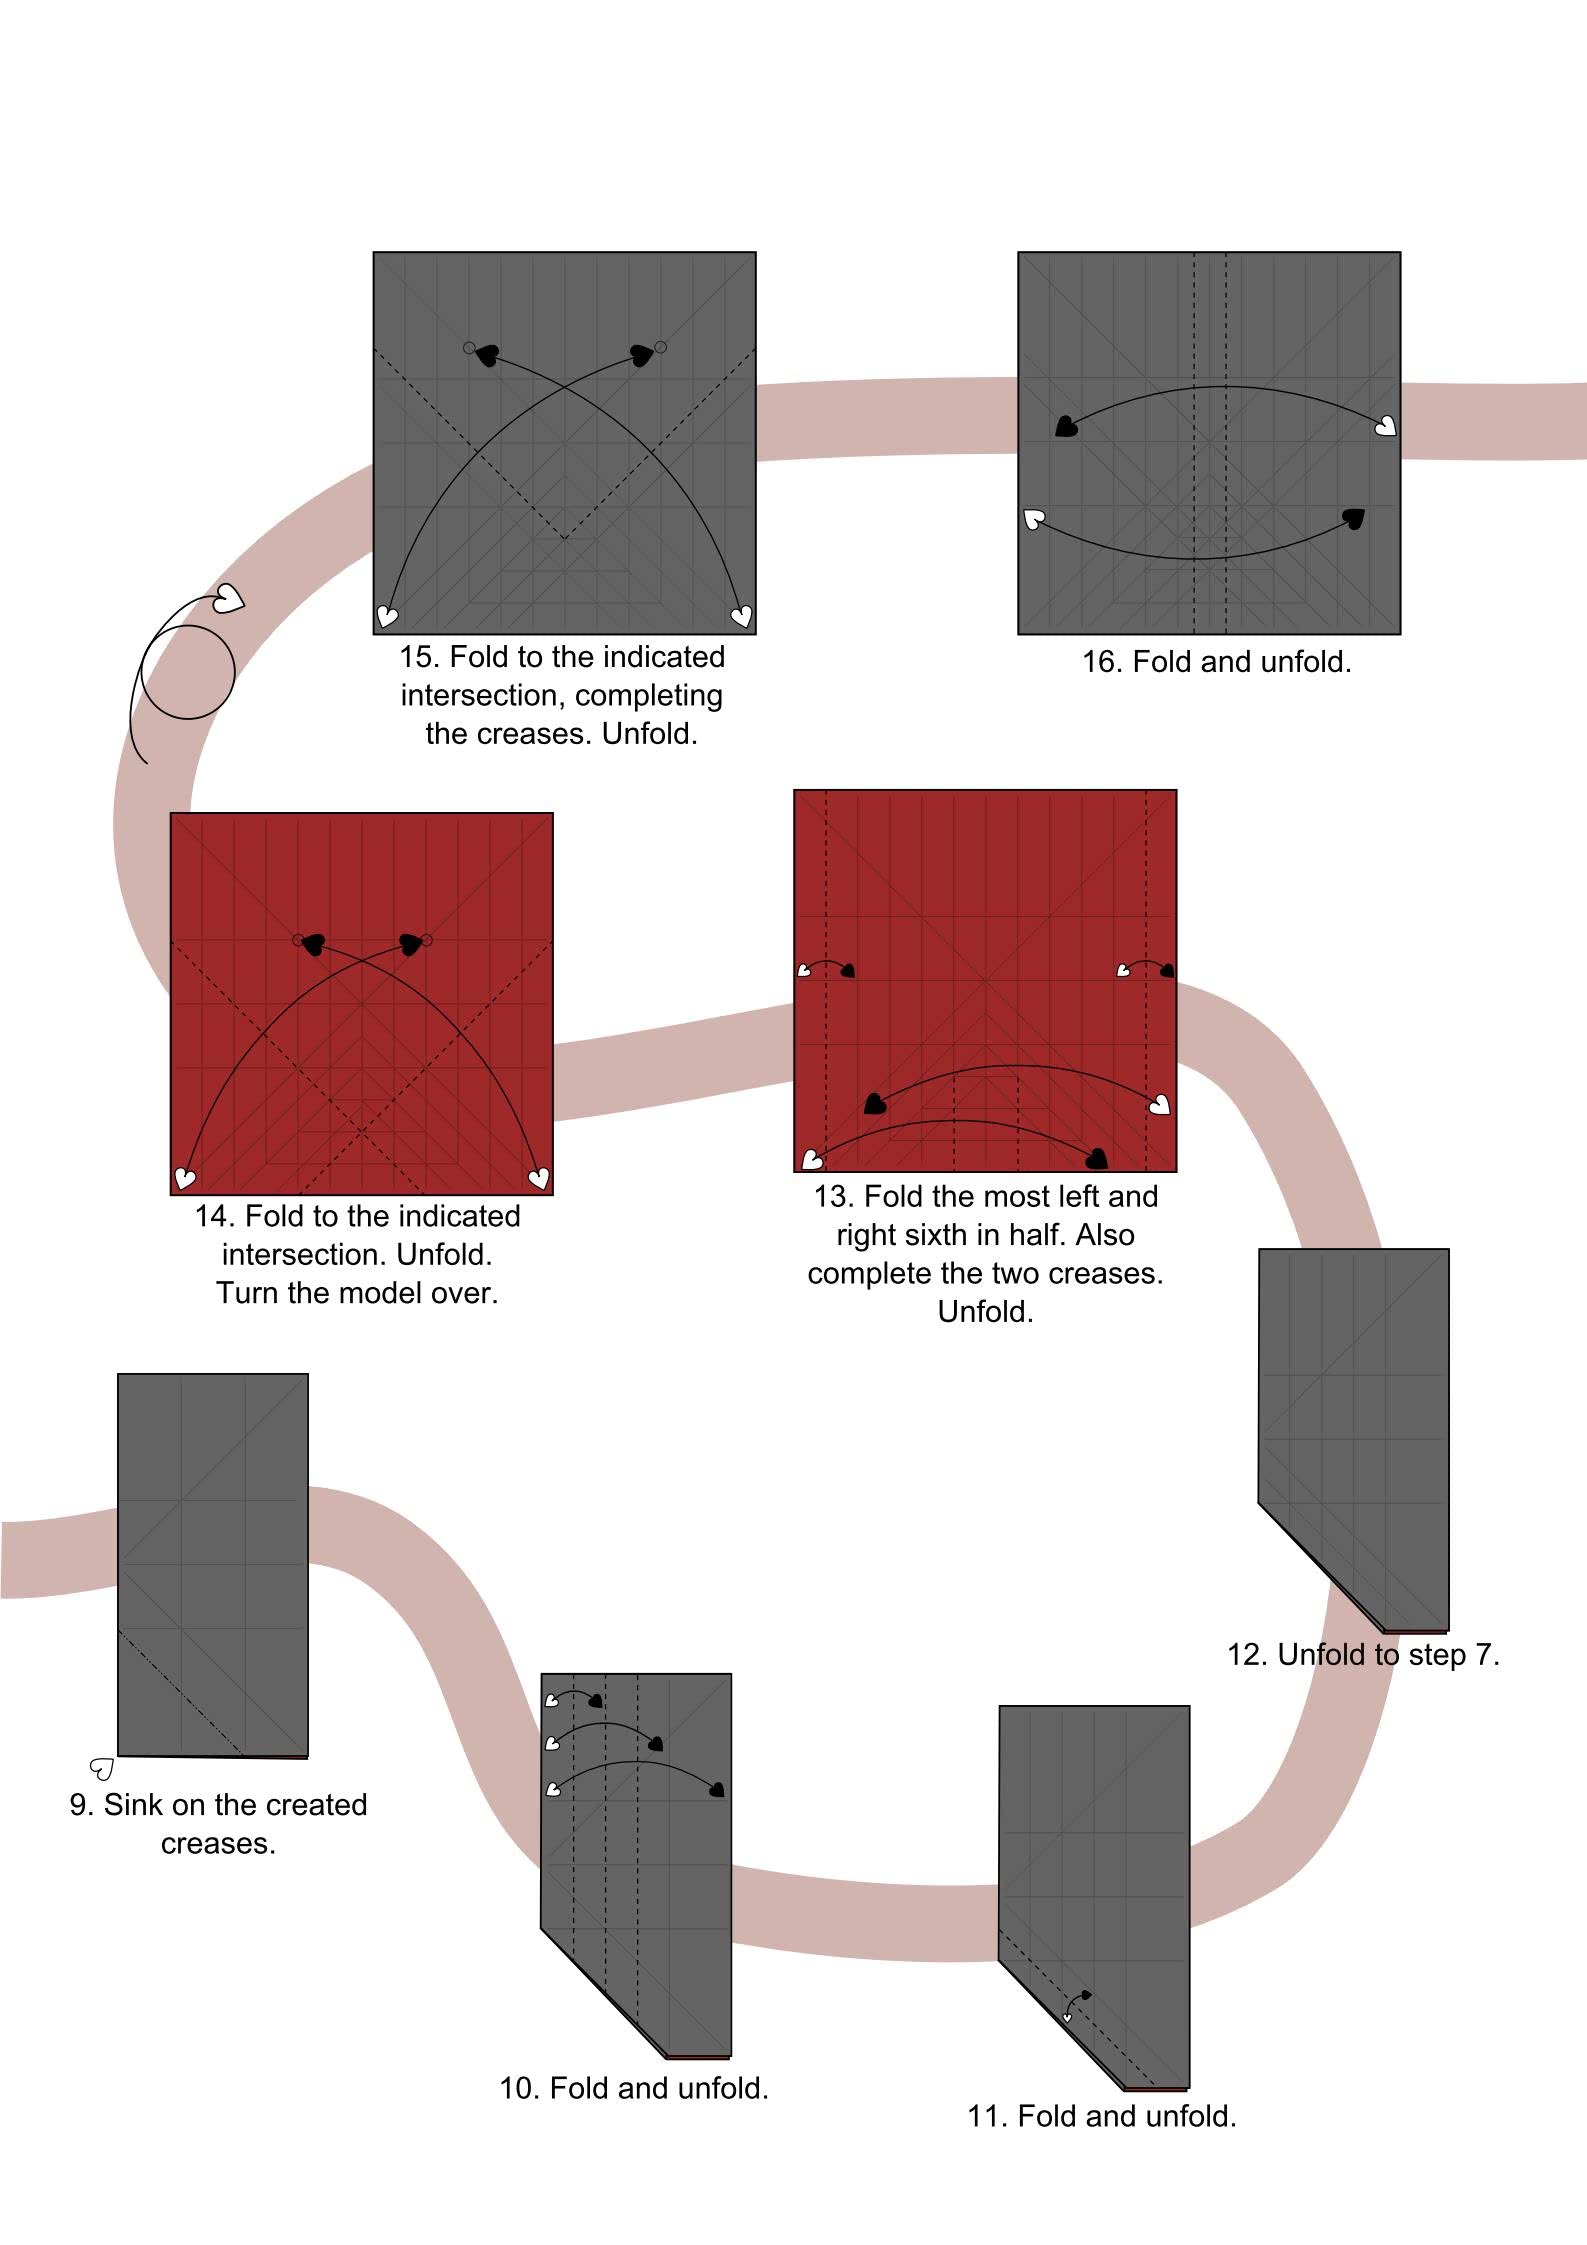 15. Fold to the indicated
intersection, completing
the creases. Unfold.
16. Fold and unfold.
14. Fold to the indicated
intersection. Unfold.
Turn the model over.
13. Fold the most left and
right sixth in half. Also
complete the two creases.
Unfold.
12. Unfold to step 7.
9. Sink on the created
creases.
10. Fold and unfold.
11. Fold and unfold.